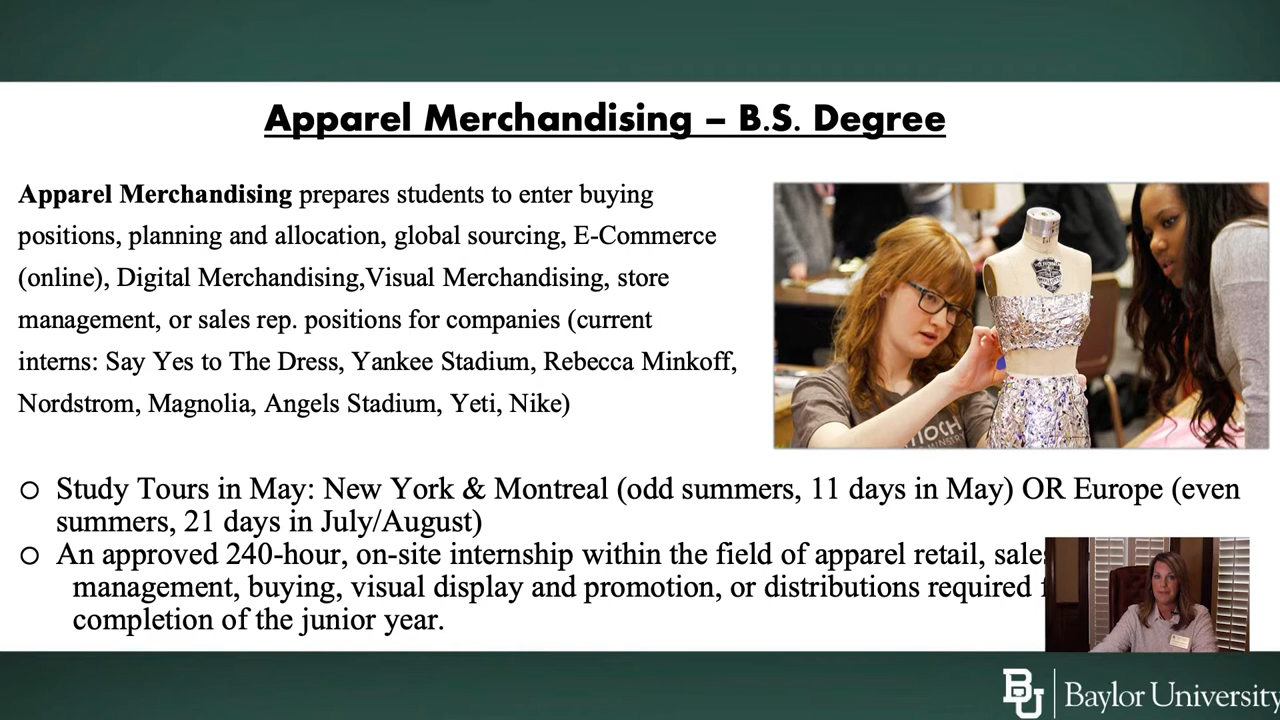 Apparel Merchandising – B.S. Degree
Apparel Merchandising prepares students to enter buying
positions, planning and allocation, global sourcing, E-Commerce
(online), Digital Merchandising,Visual Merchandising, store
management, or sales rep. positions for companies (current
interns: Say Yes to The Dress, Yankee Stadium, Rebecca Minkoff,
Nordstrom, Magnolia, Angels Stadium, Yeti, Nike)
○ Study Tours in May: New York & Montreal (odd summers, 11 days in May) OR Europe (even
summers, 21 days in July/August)
○ An approved 240-hour, on-site internship within the field of apparel retail,
management, buying, visual display and promotion, or distributions required
completion of the junior year.
BU
Baylor University